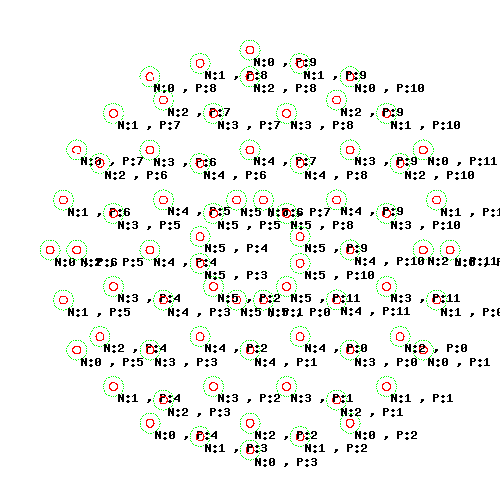 N:0 , P:9
N:1 , P:8 N:1 , P:9
N:0 , P:8 N:2 , P:8 N:0 , P:10
N:2 , P:7 N:2 , P:9
N:1 , P:7 N:3 , P:7 N:3 , P:8 N:1 , P:10
N:0 , P:7 N:3 , P:6 N:4 , P:7 N:3 , P:9 N:0 , P:11
N:2 , P:6 N:4 , P:6 N:4 , P:8 N:2 , P:10
N:1 , P:6 N:4 , P:5 N:5 , P:6 N:5 , P:7 N:4 , P:9 N:1 , P:1
N:3 , P:5 N:5 , P:5 N:5 , P:8 N:3 , P:10
N:5 , P:4 N:5 , P:9
N:0 , P:6 N:2 , P:5 N:4 , P:4 N:4 , P:10 N:2 , P:11
N:5 , P:3 N:5 , P:10
N:3 , P:4 N:5 , P:2 N:5 , P:11 N:3 , P:11
N:1 , P:5 N:4 , P:3 N:5 , P:1 N:5 , P:0 N:4 , P:11 N:1 , P:0
N:2 , P:4 N:4 , P:2 N:4 , P:0 N:2 , P:0
N:0 , P:5 N:3 , P:3 N:4 , P:1 N:3 , P:0 N:0 , P:1
N:1 , P:4 N:3 , P:2 N:3 , P:1 N:1 , P:1
N:2 , P:3 N:2 , P:1
N:0 , P:4 N:2 , P:2 N:0 , P:2
N:1 , P:3 N:1 , P:2
N:0 , P:3